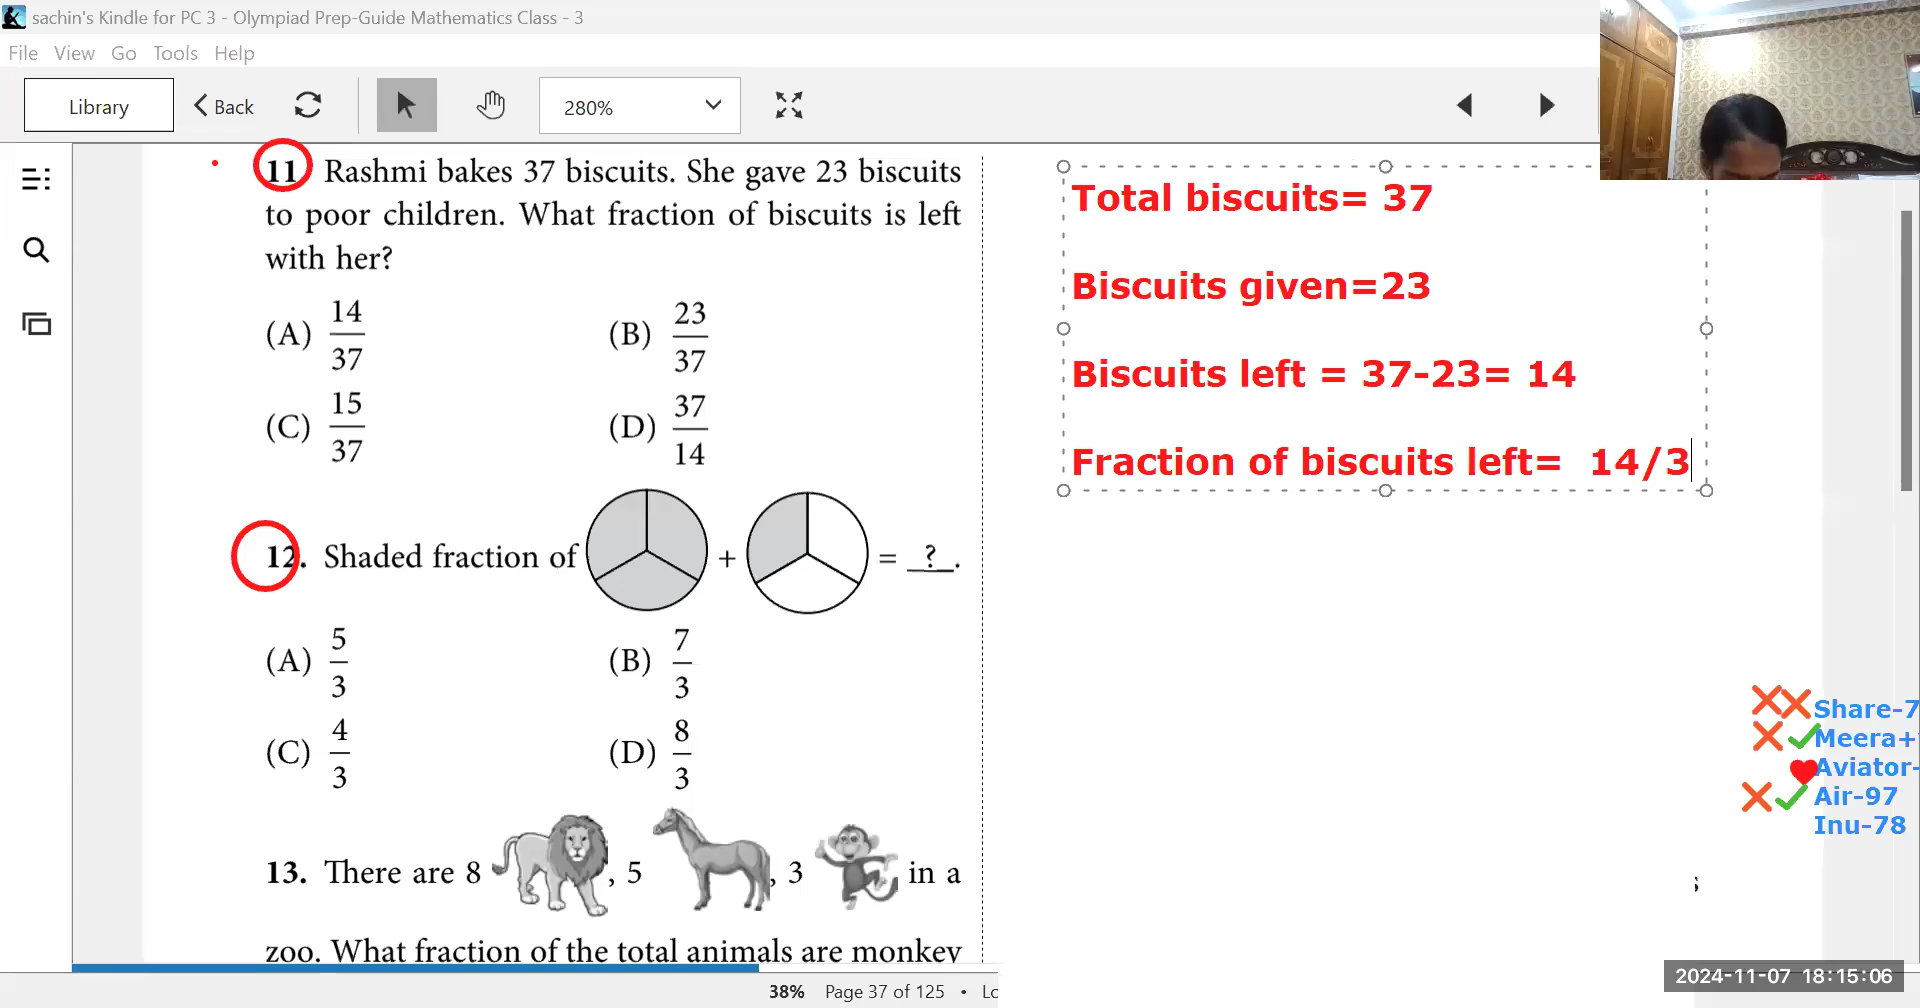 sachin's Kindle for PC 3 - Olympiad Prep-Guide Mathematics Class - 3
File View Go Tools Help
Library
Back
280%
11 Rashmi bakes 37 biscuits. She gave 23 biscuits
to poor children. What fraction of biscuits is left
with her?
(A) 14/37 (B) 23/37
(C) 15/37 (D) 37/14
12. Shaded fraction of + = ? .
(A) 5/3 (B) 7/3
(C) 4/3 (D) 8/3
13. There are 8 , 5 , 3 in a
zoo. What fraction of the total animals are monkey
Total biscuits= 37
Biscuits given=23
Biscuits left = 37-23= 14
Fraction of biscuits left= 14/3
Share-7
Meera+
Aviator-
Air-97
Inu-78
s
38% Page 37 of 125 • Lo
2024-11-07 18:15:06